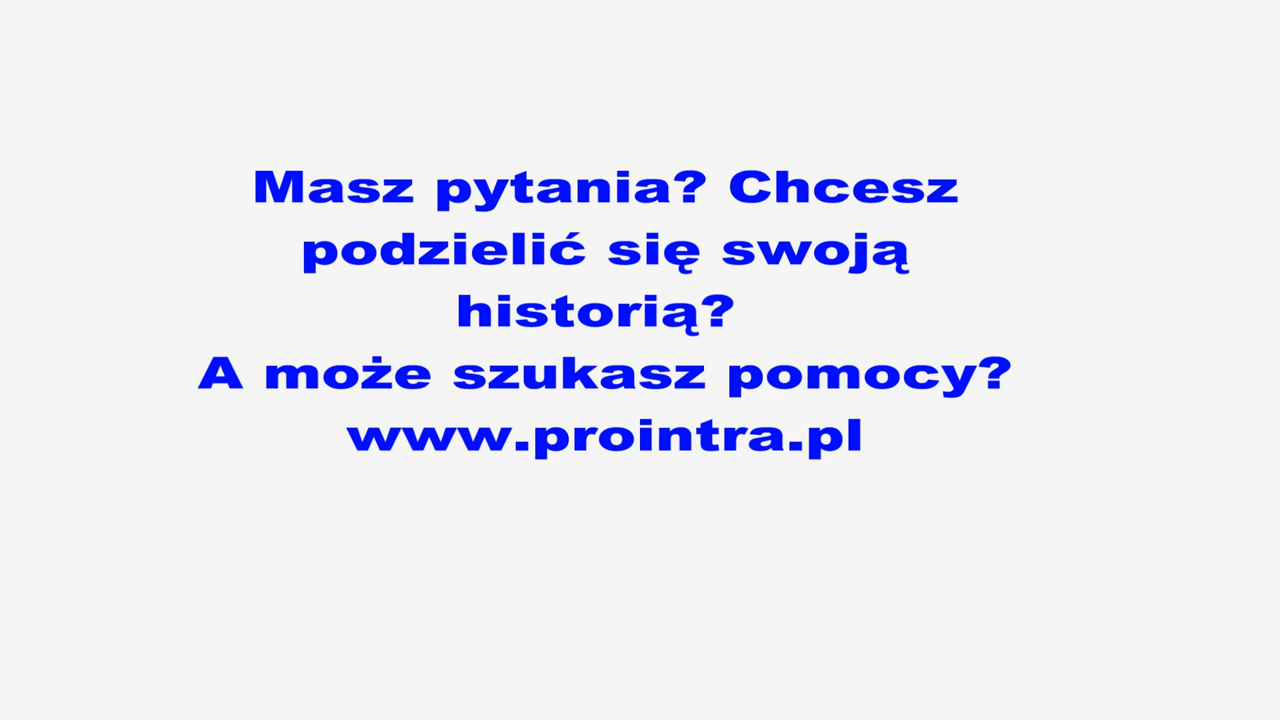 Masz pytania? Chcesz
podzielić się swoją
historią?
A może szukasz pomocy?
www.prointra.pl